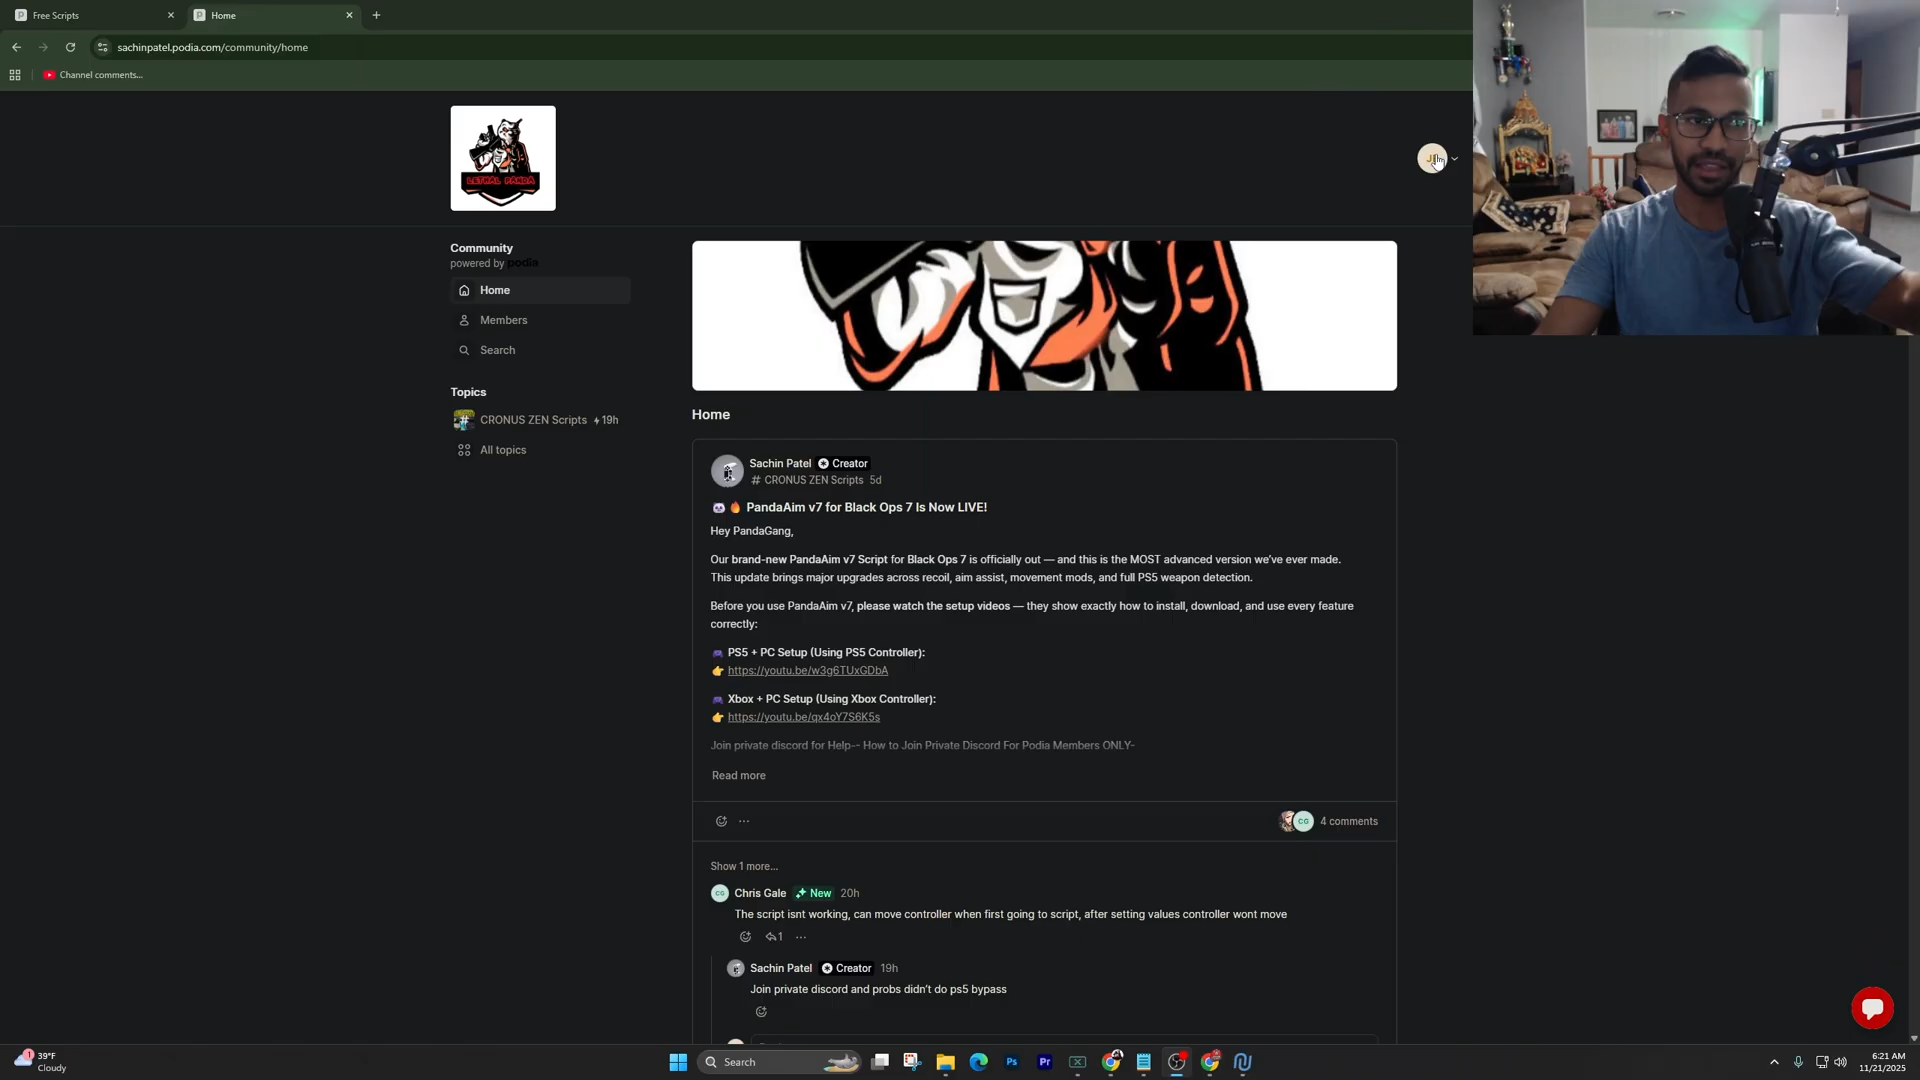 Free Scripts
Home
sachinpatel.podia.com/community/home
Channel comments...
LETHAL PANDA
Community
powered by podia
Home
Members
Search
Topics
CRONUS ZEN Scripts 19h
All topics
Home
Sachin Patel Creator
# CRONUS ZEN Scripts 5d
🐼 🔥 PandaAim v7 for Black Ops 7 Is Now LIVE!
Hey PandaGang,
Our brand-new PandaAim v7 Script for Black Ops 7 is officially out — and this is the MOST advanced version we've ever made.
This update brings major upgrades across recoil, aim assist, movement mods, and full PS5 weapon detection.
Before you use PandaAim v7, please watch the setup videos — they show exactly how to install, download, and use every feature
correctly:
🎮 PS5 + PC Setup (Using PS5 Controller):
👉 https://youtu.be/w3g6TUxGDbA
🎮 Xbox + PC Setup (Using Xbox Controller):
👉 https://youtu.be/qx4oY7S6K5s
Join private discord for Help-- How to Join Private Discord For Podia Members ONLY-
Read more
CG 4 comments
Show 1 more...
CG Chris Gale New 20h
The script isnt working, can move controller when first going to script, after setting values controller wont move
1
Sachin Patel Creator 19h
Join private discord and probs didn't do ps5 bypass
1
39°F
Cloudy
Search
Ps
Pr
6:21 AM
11/21/2025